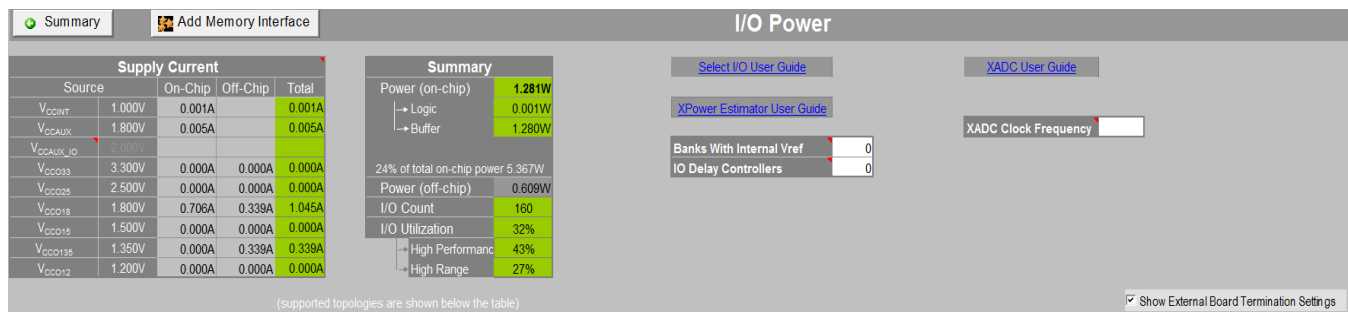 Summary
Add Memory Interface
I/O Power
Supply Current
Source On-Chip Off-Chip Total
VCCINT 1.000V 0.001A 0.001A
VCCAUX 1.800V 0.005A 0.005A
VCCAUX_IO 2.000V
VCCO33 3.300V 0.000A 0.000A 0.000A
VCCO25 2.500V 0.000A 0.000A 0.000A
VCCO18 1.800V 0.706A 0.339A 1.045A
VCCO15 1.500V 0.000A 0.000A 0.000A
VCCO135 1.350V 0.000A 0.339A 0.339A
VCCO12 1.200V 0.000A 0.000A 0.000A
Summary
Power (on-chip) 1.281W
Logic 0.001W
Buffer 1.280W
24% of total on-chip power 5.367W
Power (off-chip) 0.609W
I/O Count 160
I/O Utilization 32%
High Performanc 43%
High Range 27%
Select I/O User Guide
XPower Estimator User Guide
Banks With Internal Vref 0
IO Delay Controllers 0
XADC User Guide
XADC Clock Frequency
(supported topologies are shown below the table)
Show External Board Termination Settings